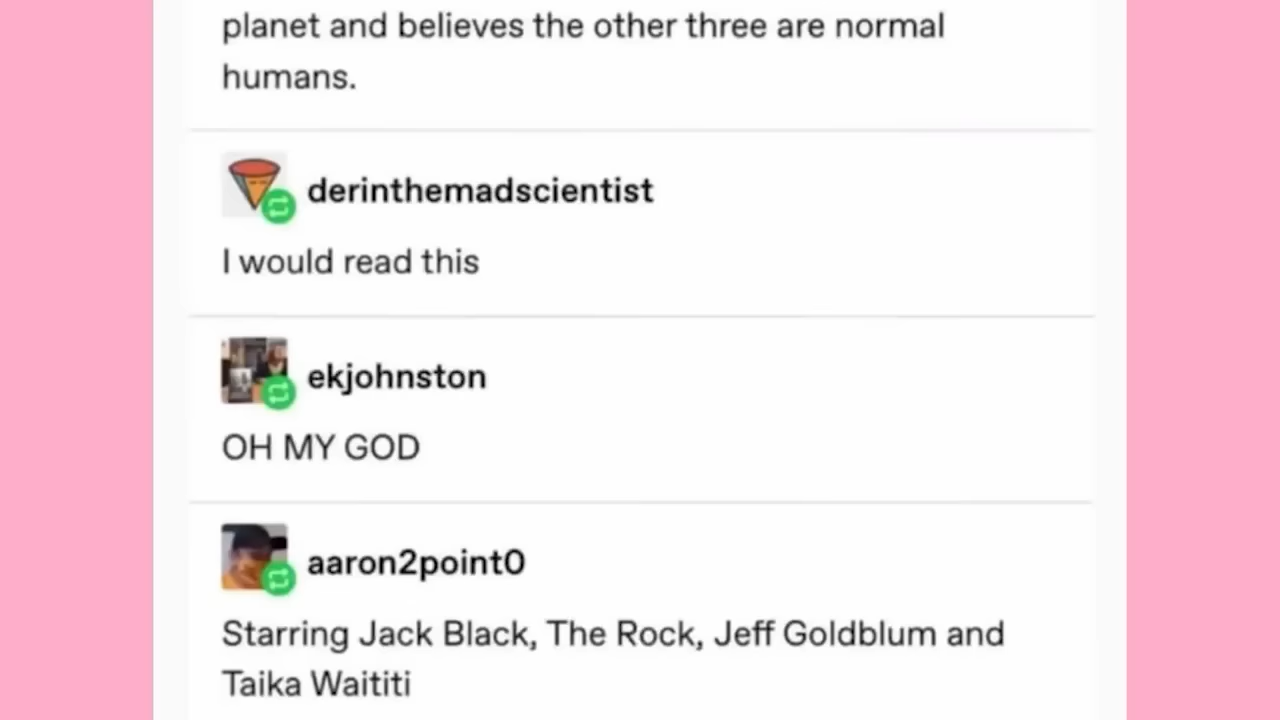 planet and believes the other three are normal
humans.
derinthemadscientist
I would read this
ekjohnston
OH MY GOD
aaron2point0
Starring Jack Black, The Rock, Jeff Goldblum and
Taika Waititi